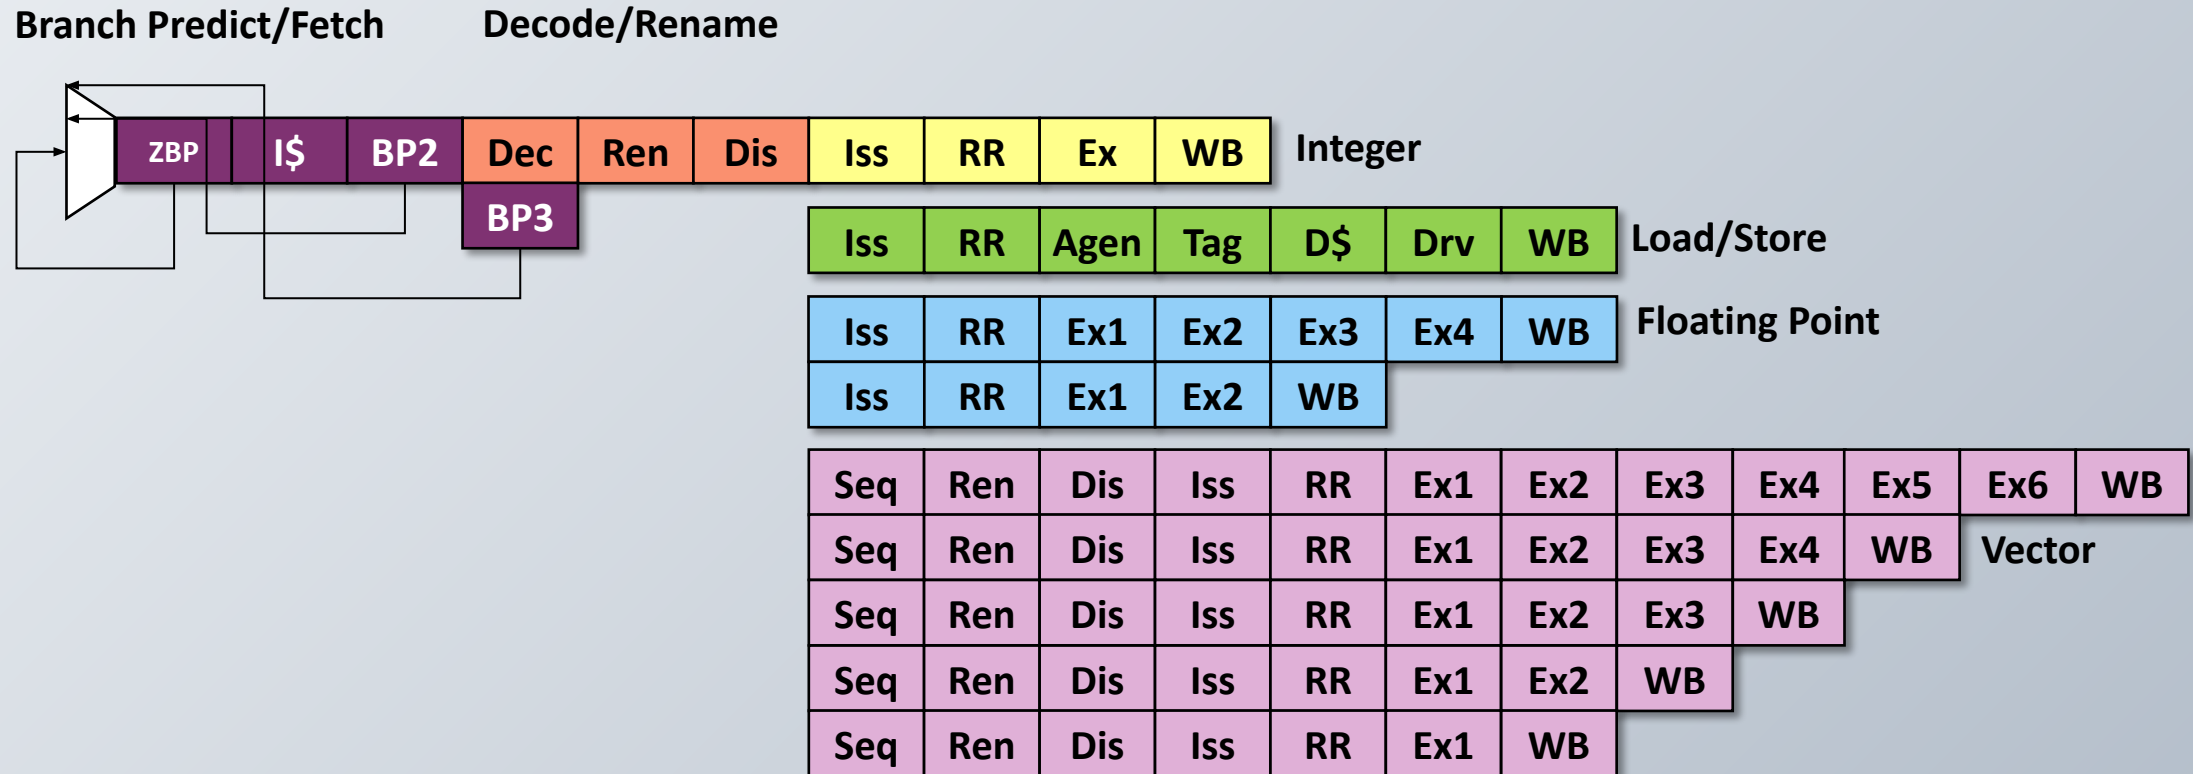 Branch Predict/Fetch Decode/Rename
ZBP I$ BP2 Dec Ren Dis Iss RR Ex WB Integer
BP3
Iss RR Agen Tag D$ Drv WB Load/Store
Iss RR Ex1 Ex2 Ex3 Ex4 WB Floating Point
Iss RR Ex1 Ex2 WB
Seq Ren Dis Iss RR Ex1 Ex2 Ex3 Ex4 Ex5 Ex6 WB
Seq Ren Dis Iss RR Ex1 Ex2 Ex3 Ex4 WB Vector
Seq Ren Dis Iss RR Ex1 Ex2 Ex3 WB
Seq Ren Dis Iss RR Ex1 Ex2 WB
Seq Ren Dis Iss RR Ex1 WB